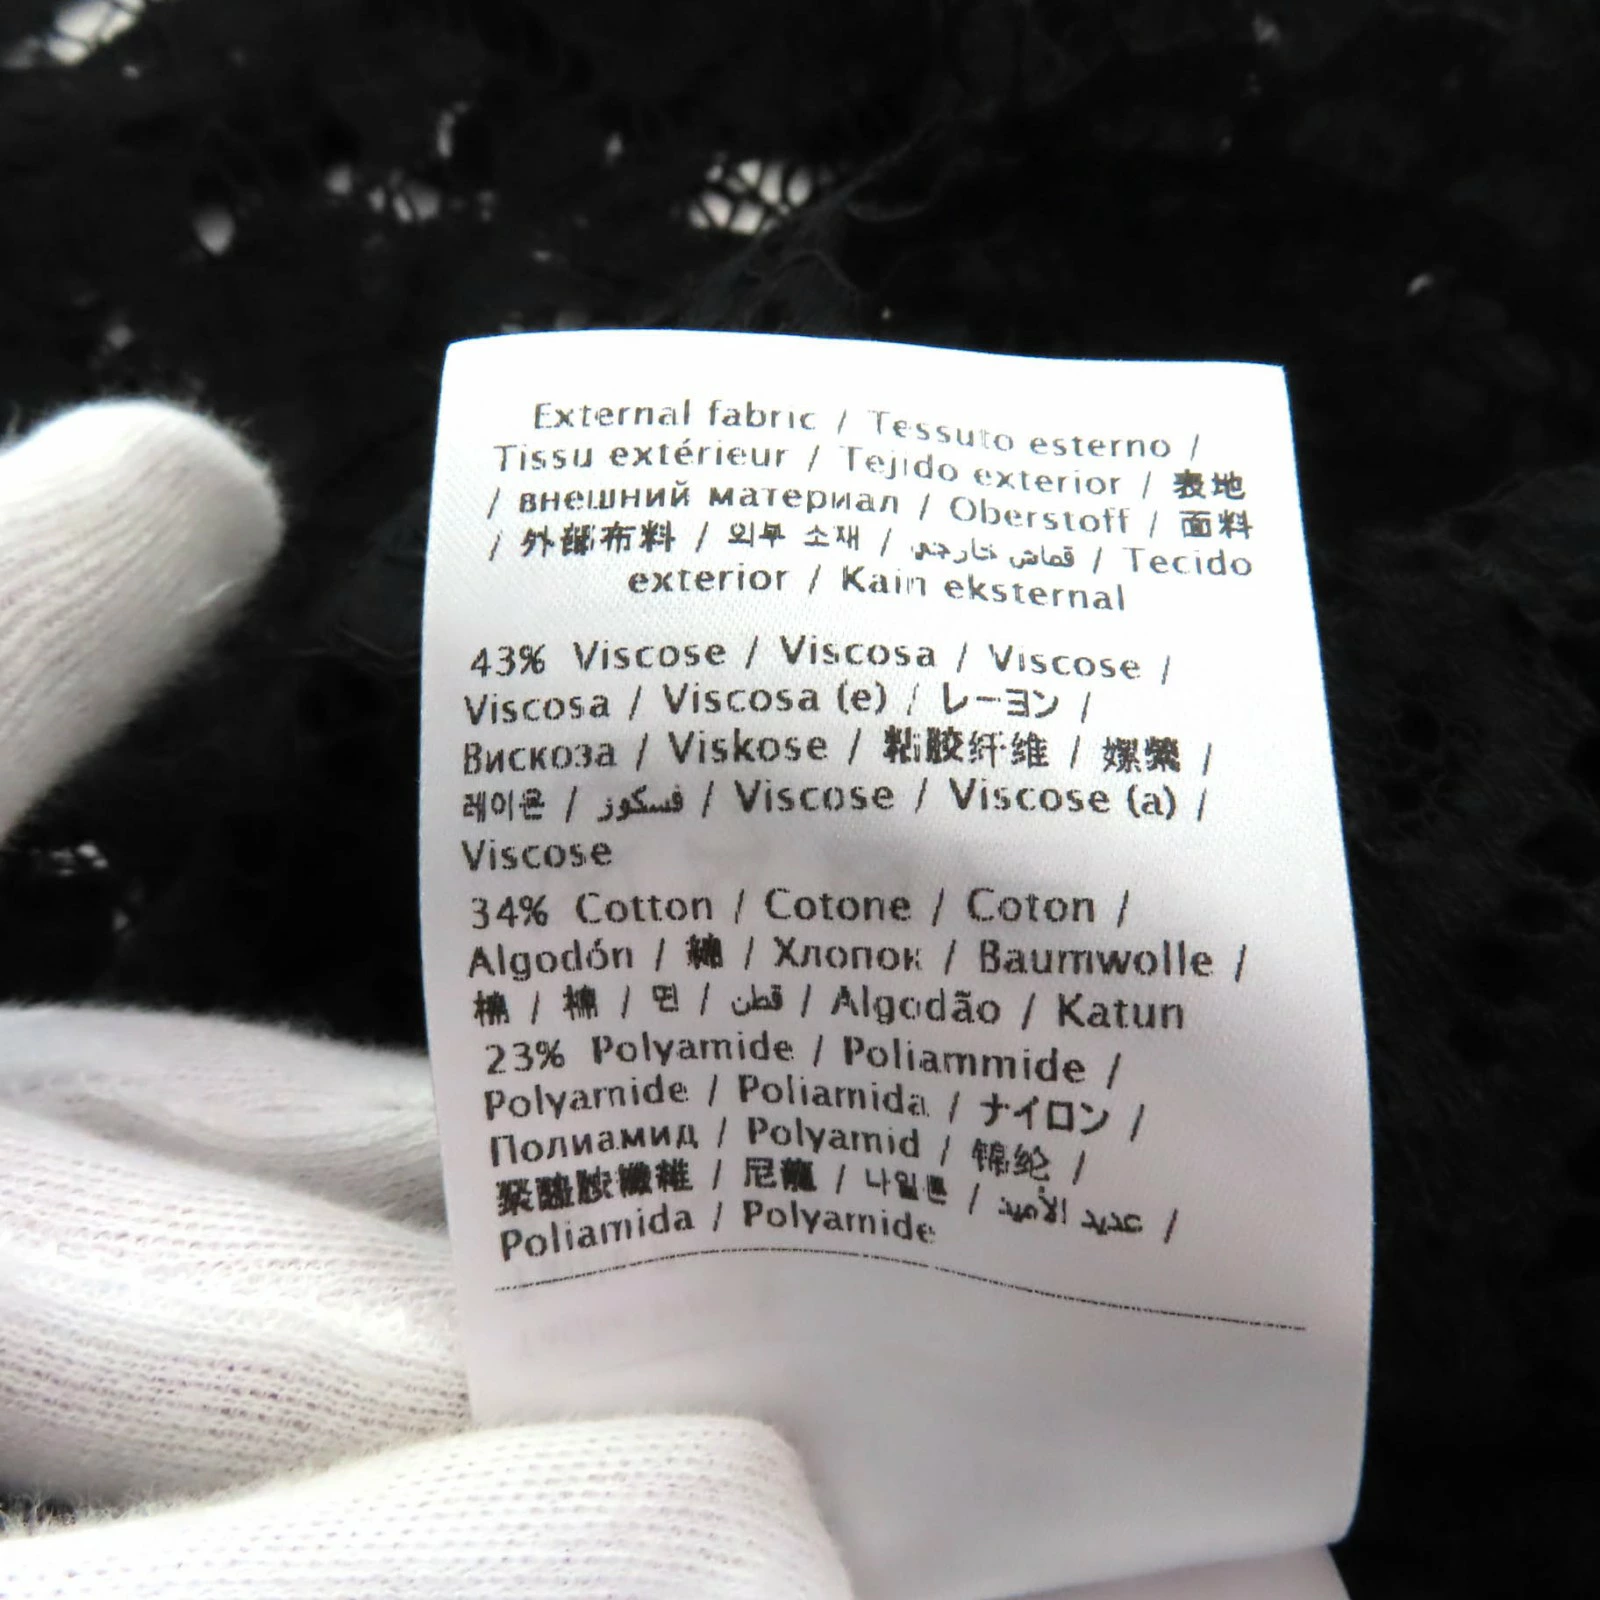 External fabric / Tessuto esterno /
Tissu extérieur / Tejido exterior / 表地
/ внешний материал / Oberstoff / 面料
/ 外部布料 / 외부 소재 / قماش خارجي / Tecido
exterior / Kain eksternal
43% Viscose / Viscosa / Viscose /
Viscosa / Viscosa (e) / レーヨン /
Вискоза / Viskose / 粘胶纤维 / 嫘縈 /
레이온 / فسكوز / Viscose / Viscose (a) /
Viscose
34% Cotton / Cotone / Coton /
Algodón / 綿 / Хлопок / Baumwolle /
棉 / 棉 / 면 / قطن / Algodão / Katun
23% Polyamide / Poliammide /
Polyamide / Poliamida / ナイロン /
Полиамид / Polyamid / 锦纶 /
聚醯胺纖維 / 尼龍 / 나일론 / عديد الأميد /
Poliamida / Polyamide